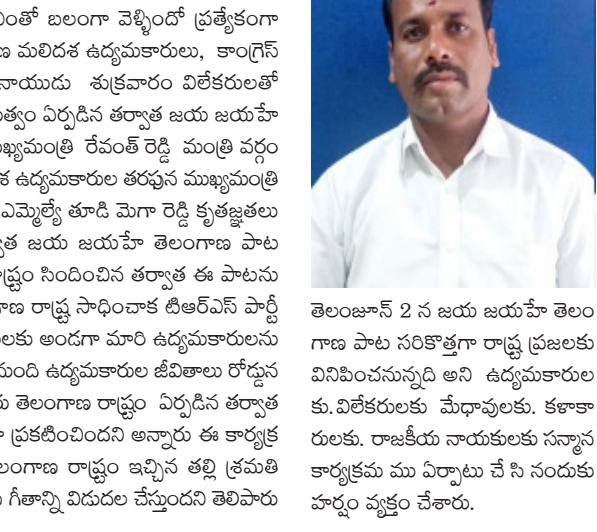 ంతో బలంగా వెళ్ళిందో ప్రత్యేకంగా
ణ మలిదశ ఉద్యమకారులు, కాంగ్రెస్
నాయుడు శుక్రవారం విలేకరులతో
త్వం ఏర్పడిన తర్వాత జయ జయహే
ఖ్యమంత్రి రేవంత్ రెడ్డి మంత్రి వర్గం
శ ఉద్యమకారుల తరఫున ముఖ్యమంత్రి
ఎమ్మెల్యే తూడి మెగా రెడ్డి కృతజ్ఞతలు
త జయ జయహే తెలంగాణ పాట
రాష్ట్రం సిందించిన తర్వాత ఈ పాటను
గాణ రాష్ట్ర సాధించాక టిఆర్ఎస్ పార్టీ
లకు అండగా మారి ఉద్యమకారులను
మంది ఉద్యమకారుల జీవితాలు రోడ్డున
తెలంగాణ రాష్ట్రం ఏర్పడిన తర్వాత
ప్రకటించిందని అన్నారు ఈ కార్యక్ర
లంగాణ రాష్ట్రం ఇచ్చిన తల్లి శ్రమతి
గీతాన్ని విడుదల చేస్తుందని తెలిపారు
తెలంజూన్ 2 న జయ జయహే తెలం
గాణ పాట సరికొత్తగా రాష్ట్ర ప్రజలకు
వినిపించనున్నది అని ఉద్యమకారుల
కు.విలేకరులకు మేధావులకు. కళాకా
రులకు. రాజకీయ నాయకులకు సన్మాన
కార్యక్రమ ము ఏర్పాటు చే సి నందుకు
హర్షం వ్యక్తం చేశారు.